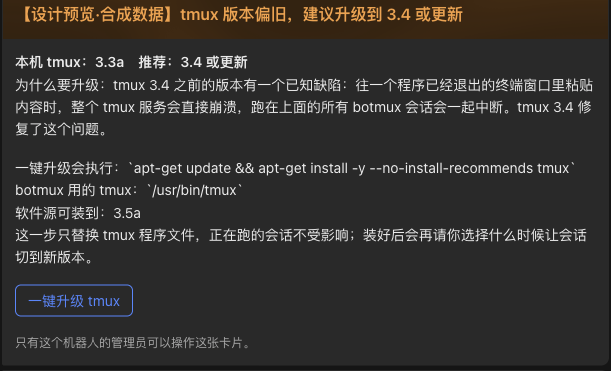 【设计预览·合成数据】tmux 版本偏旧，建议升级到 3.4 或更新
本机 tmux：3.3a 推荐：3.4 或更新
为什么要升级：tmux 3.4 之前的版本有一个已知缺陷：往一个程序已经退出的终端窗口里粘贴
内容时，整个 tmux 服务会直接崩溃，跑在上面的所有 botmux 会话会一起中断。tmux 3.4 修
复了这个问题。
一键升级会执行：`apt-get update && apt-get install -y --no-install-recommends tmux`
botmux 用的 tmux：`/usr/bin/tmux`
软件源可装到：3.5a
这一步只替换 tmux 程序文件，正在跑的会话不受影响；装好后会再请你选择什么时候让会话
切到新版本。
一键升级 tmux
只有这个机器人的管理员可以操作这张卡片。